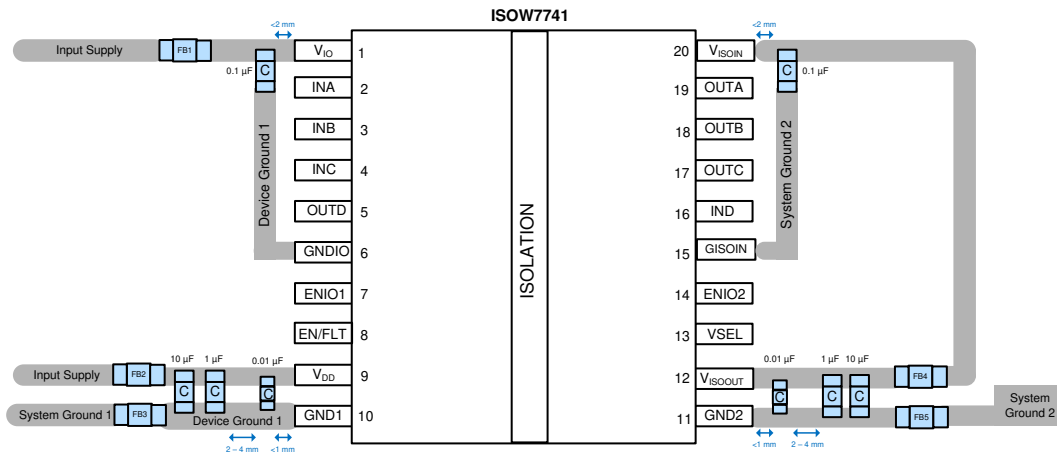 ISOW7741
<2 mm
<2 mm
Input Supply
FB1
VIO
1
20
VISOIN
C
0.1 µF
C
0.1 µF
INA
2
19
OUTA
INB
3
18
OUTB
INC
4
17
OUTC
OUTD
5
16
IND
GNDIO
6
15
GISOIN
ENIO1
7
14
ENIO2
EN/FLT
8
13
VSEL
Device Ground 1
ISOLATION
System Ground 2
10 µF
1 µF
0.01 µF
0.01 µF
1 µF
10 µF
Input Supply
FB2
VDD
9
12
VISOOUT
FB4
C
C
C
C
C
C
System Ground 1
FB3
Device Ground 1
GND1
10
11
GND2
FB5
System
Ground 2
2 – 4 mm
<1 mm
<1 mm
2 – 4 mm